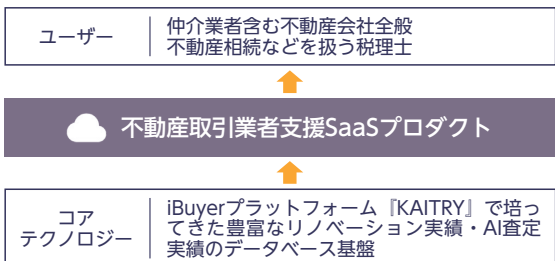 ユーザー
仲介業者含む不動産会社全般
不動産相続などを扱う税理士
不動産取引業者支援SaaSプロダクト
コア
テクノロジー
iBuyerプラットフォーム『KAITRY』で培っ
てきた豊富なリノベーション実績・AI査定
実績のデータベース基盤